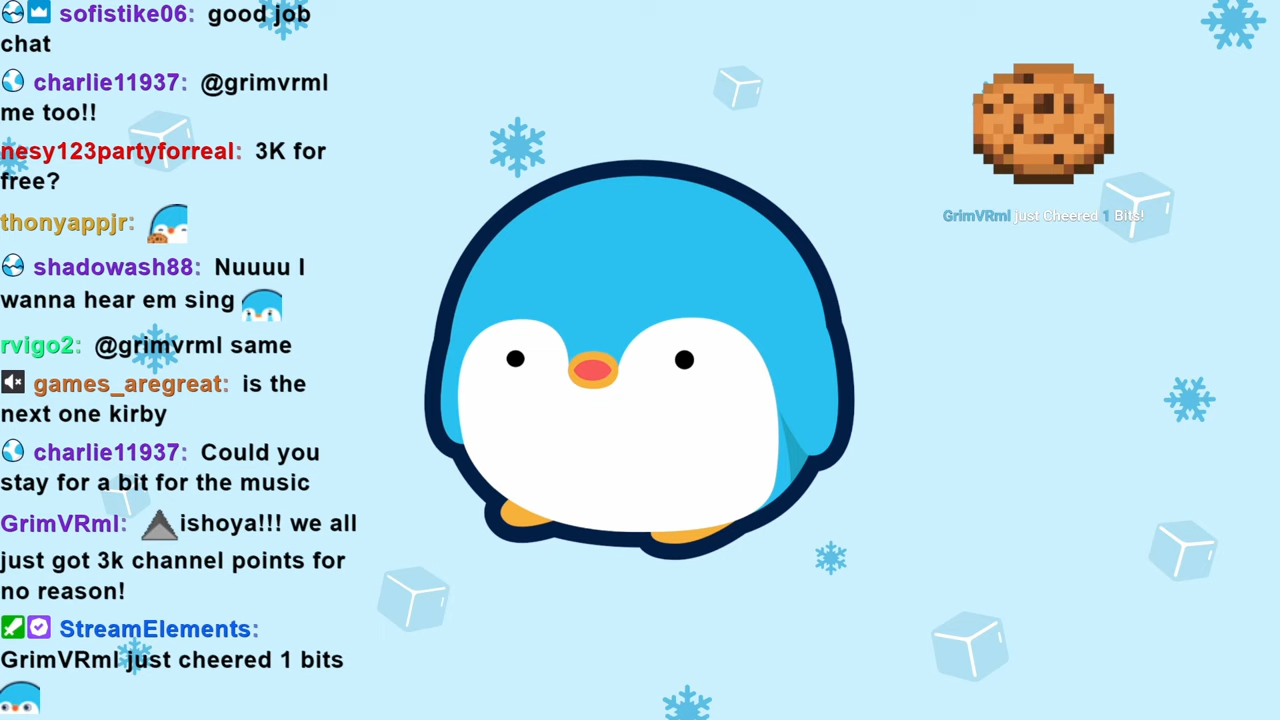 sofistike06: good job
chat
charlie11937: @grimvrml
me too!!
nesy123partyforreal: 3K for
free?
thonyappjr:
shadowash88: Nuuuu I
wanna hear em sing
rvigo2: @grimvrml same
games_aregreat: is the
next one kirby
charlie11937: Could you
stay for a bit for the music
GrimVRml: ishoya!!! we all
just got 3k channel points for
no reason!
StreamElements:
GrimVRml just cheered 1 bits
GrimVRml just Cheered 1 Bits!